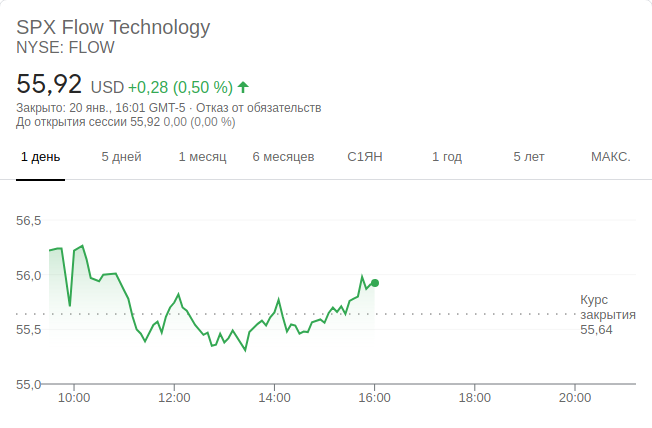 SPX Flow Technology
NYSE: FLOW
55,92 USD +0,28 (0,50 %)
Закрыто: 20 янв., 16:01 GMT-5 · Отказ от обязательств
До открытия сессии 55,92 0,00 (0,00 %)
1 день 5 дней 1 месяц 6 месяцев С1ЯН 1 год 5 лет МАКС.
56,5
56,0
Курс
закрытия
55,5
55,64
55,0
10:00 12:00 14:00 16:00 18:00 20:00